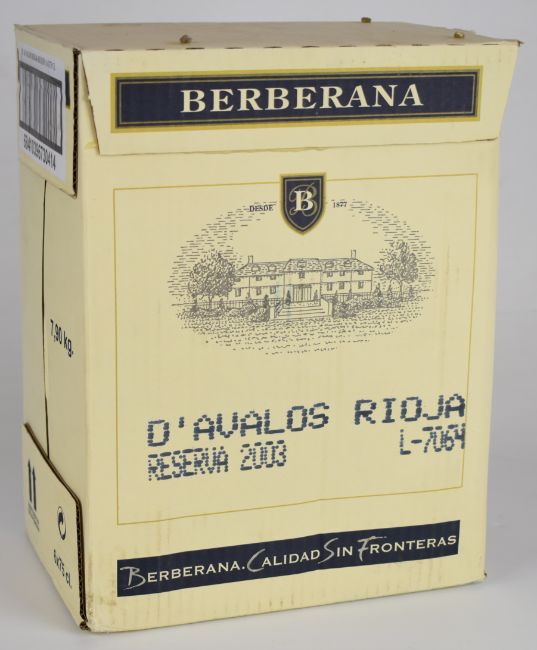 BERBERANA
DESDE B 1877
D'AVALOS RIOJA
RESERVA 2003 L-7064
BERBERANA. CALIDAD SIN FRONTERAS
7,90 Kg.
6x75 cl.